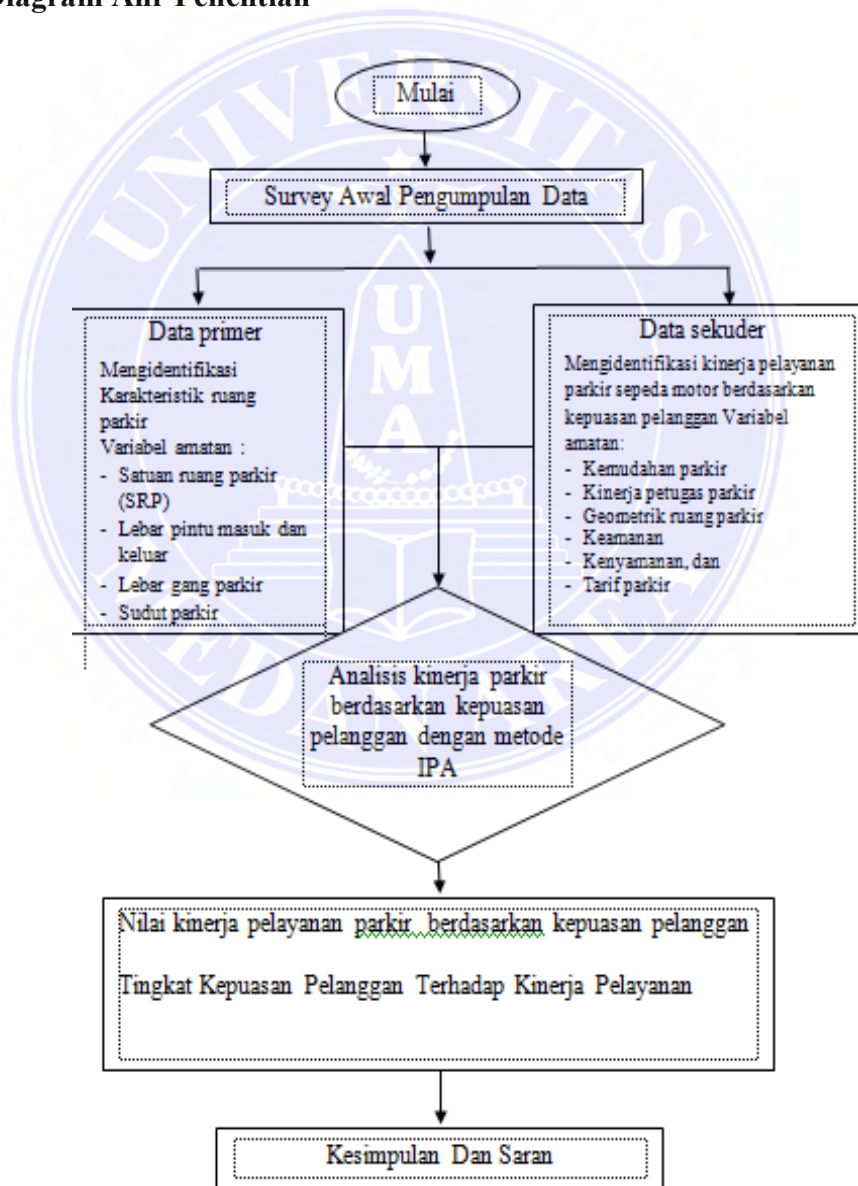 Diagram Alir Penelitian
Mulai
Survey Awal Pengumpulan Data
Data primer
Mengidentifikasi
Karakteristik ruang
parkir
Variabel amatan :
- Satuan ruang parkir
(SRP)
- Lebar pintu masuk dan
keluar
- Lebar gang parkir
- Sudut parkir
Data sekuder
Mengidentifikasi kinerja pelayanan
parkir sepeda motor berdasarkan
kepuasan pelanggan Variabel
amatan:
- Kemudahan parkir
- Kinerja petugas parkir
- Geometrik ruang parkir
- Keamanan
- Kenyamanan, dan
- Tarif parkir
Analisis kinerja parkir
berdasarkan kepuasan
pelanggan dengan metode
IPA
Nilai kinerja pelayanan parkir berdasarkan kepuasan pelanggan
Tingkat Kepuasan Pelanggan Terhadap Kinerja Pelayanan
Kesimpulan Dan Saran
UNIVERSITAS
UMA
MEDAN AREA